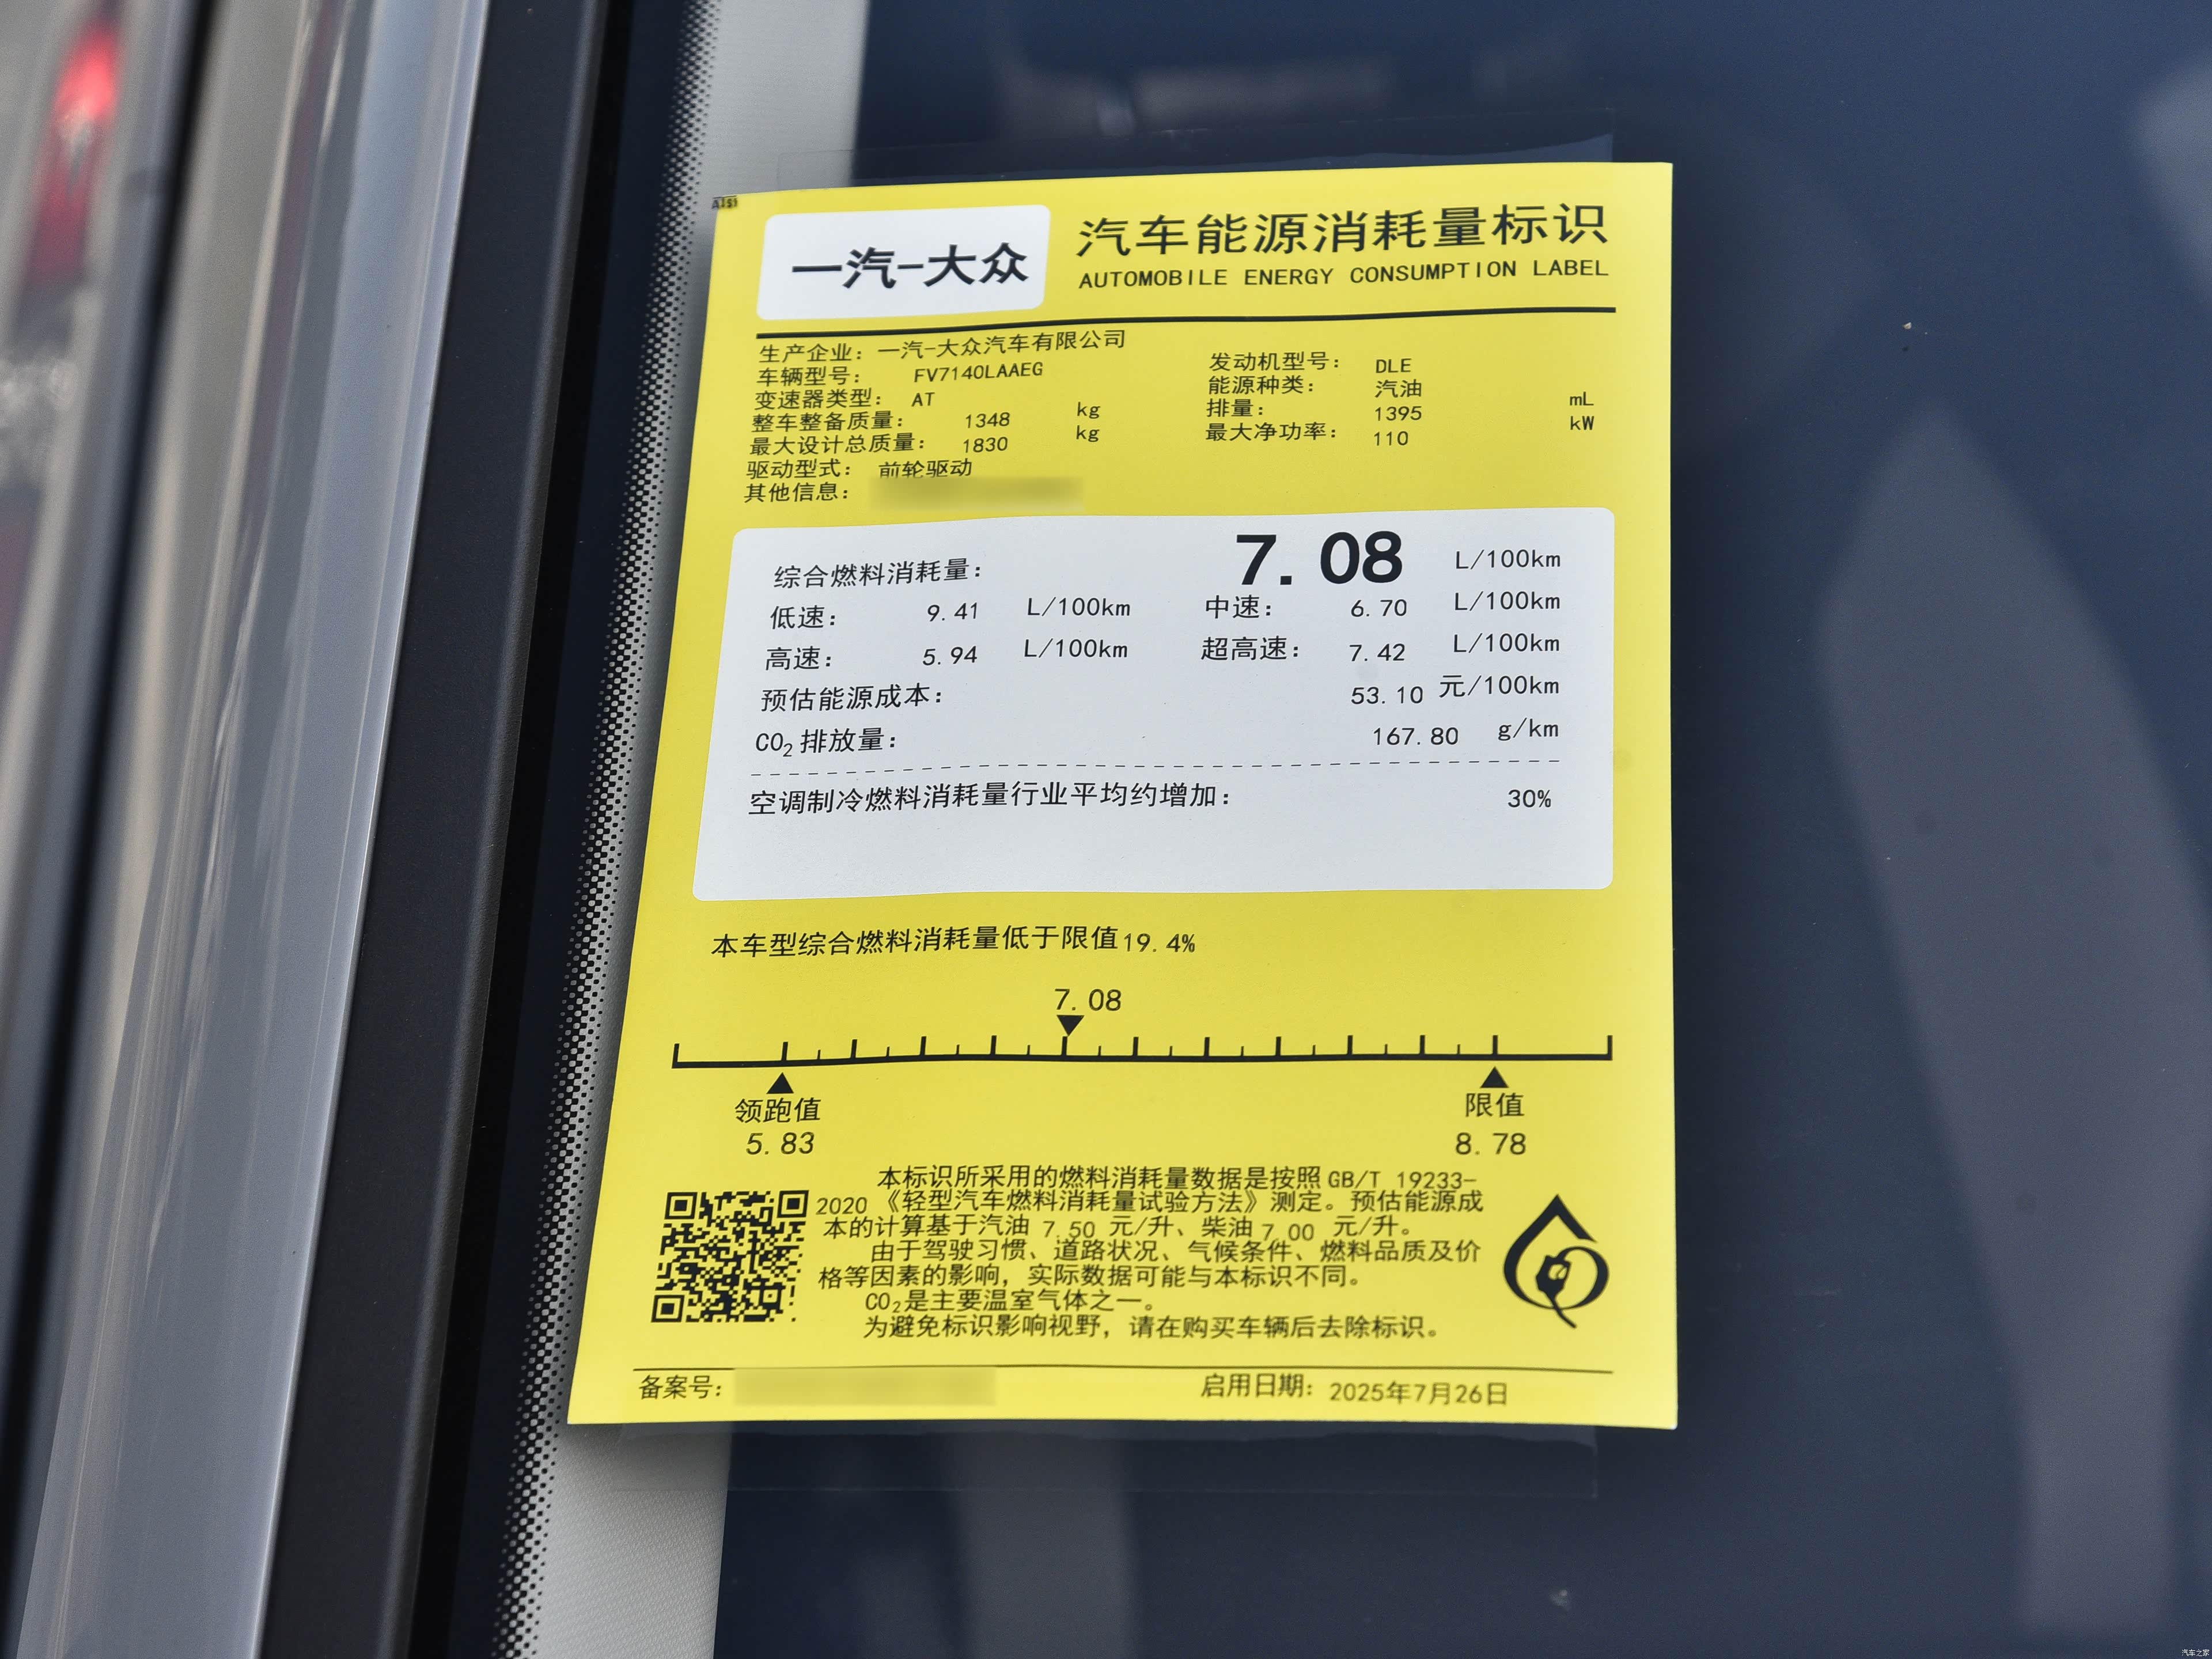 一汽-大众
汽车能源消耗量标识
AUTOMOBILE ENERGY CONSUMPTION LABEL
生产企业: 一汽-大众汽车有限公司
车辆型号: FV7140LAAEG
变速器类型: AT
整车整备质量: 1348 kg
最大设计总质量: 1830 kg
驱动型式: 前轮驱动
其他信息:
发动机型号: DLE
能源种类: 汽油
排量: 1395 mL
最大净功率: 110 kW
综合燃料消耗量: 7.08 L/100km
低速: 9.41 L/100km 中速: 6.70 L/100km
高速: 5.94 L/100km 超高速: 7.42 L/100km
预估能源成本: 53.10 元/100km
CO₂排放量: 167.80 g/km
空调制冷燃料消耗量行业平均约增加: 30%
本车型综合燃料消耗量低于限值19.4%
7.08
领跑值 限值
5.83 8.78
本标识所采用的燃料消耗量数据是按照GB/T 19233-
2020《轻型汽车燃料消耗量试验方法》测定。预估能源成
本的计算基于汽油 7.50 元/升、柴油 7.00 元/升。
由于驾驶习惯、道路状况、气候条件、燃料品质及价
格等因素的影响，实际数据可能与本标识不同。
CO₂是主要温室气体之一。
为避免标识影响视野，请在购买车辆后去除标识。
备案号: 启用日期: 2025年7月26日
汽车之家